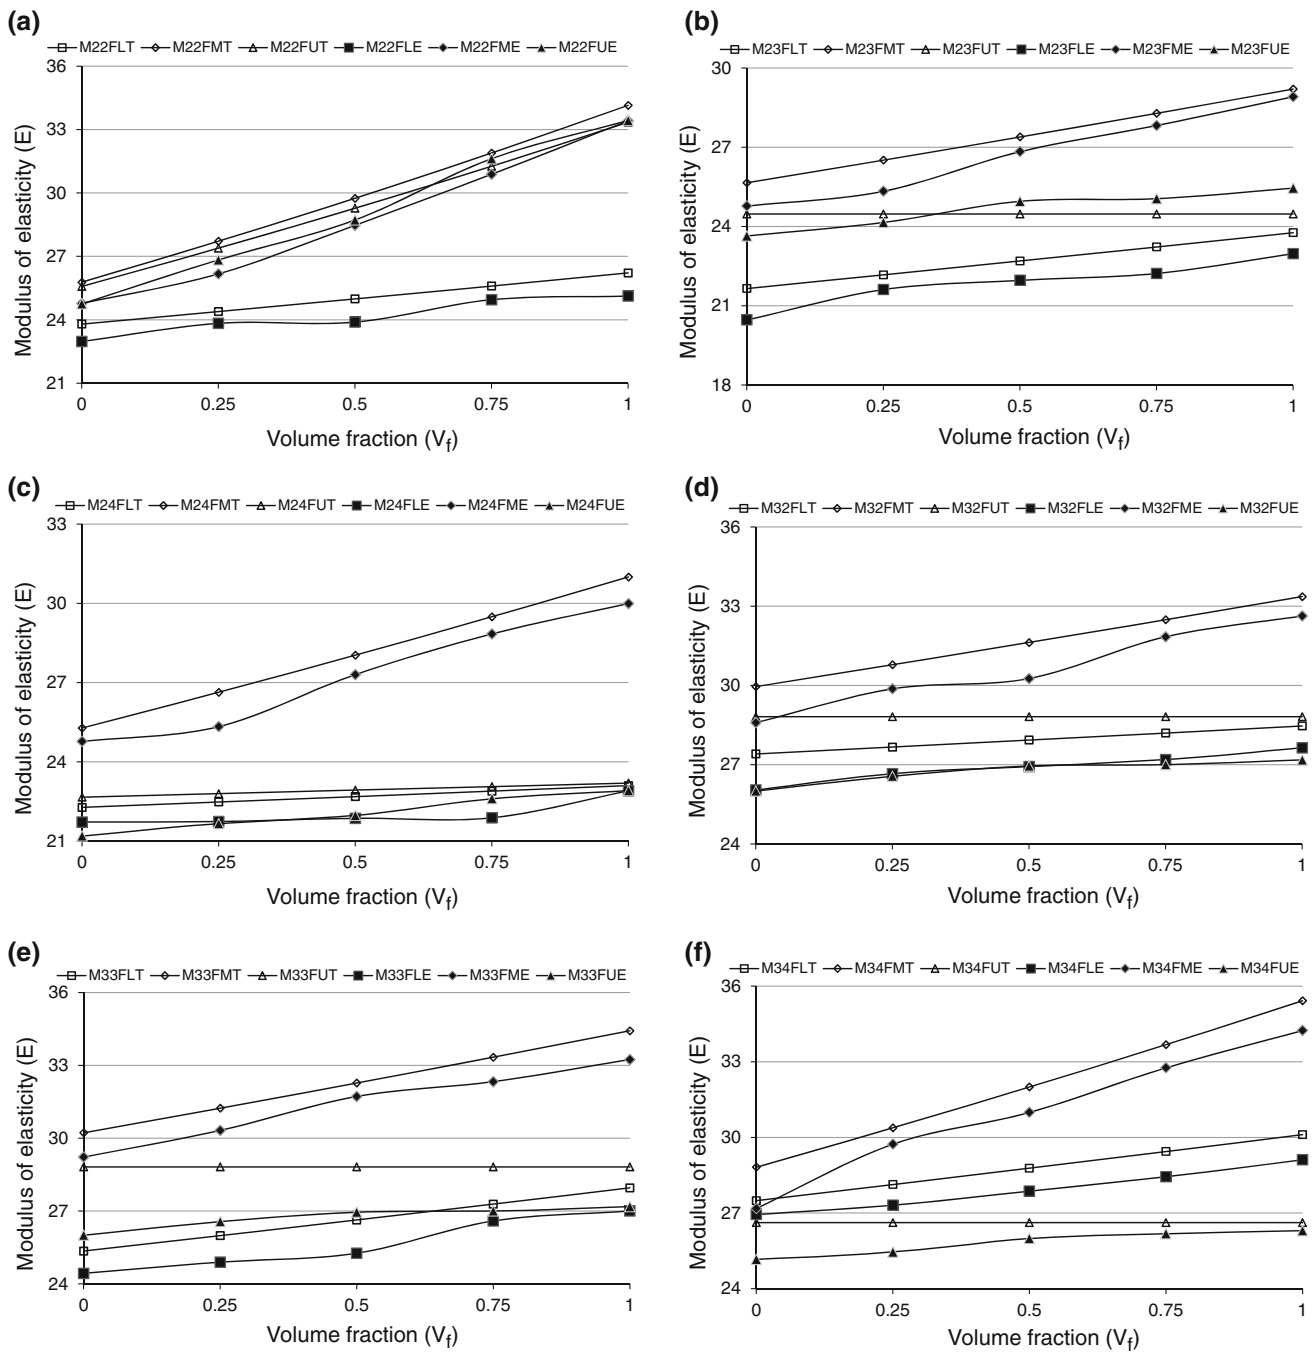 (a)
M22FLT M22FMT M22FUT M22FLE M22FME M22FUE
36
33
30
27
24
21
Modulus of elasticity (E)
0 0.25 0.5 0.75 1
Volume fraction (Vf)
(b)
M23FLT M23FMT M23FUT M23FLE M23FME M23FUE
30
27
24
21
18
Modulus of elasticity (E)
0 0.25 0.5 0.75 1
Volume fraction (Vf)
(c)
M24FLT M24FMT M24FUT M24FLE M24FME M24FUE
33
30
27
24
21
Modulus of elasticity (E)
0 0.25 0.5 0.75 1
Volume fraction (Vf)
(d)
M32FLT M32FMT M32FUT M32FLE M32FME M32FUE
36
33
30
27
24
Modulus of elasticity (E)
0 0.25 0.5 0.75 1
Volume fraction (Vf)
(e)
M33FLT M33FMT M33FUT M33FLE M33FME M33FUE
36
33
30
27
24
Modulus of elasticity (E)
0 0.25 0.5 0.75 1
Volume fraction (Vf)
(f)
M34FLT M34FMT M34FUT M34FLE M34FME M34FUE
36
33
30
27
24
Modulus of elasticity (E)
0 0.25 0.5 0.75 1
Volume fraction (Vf)